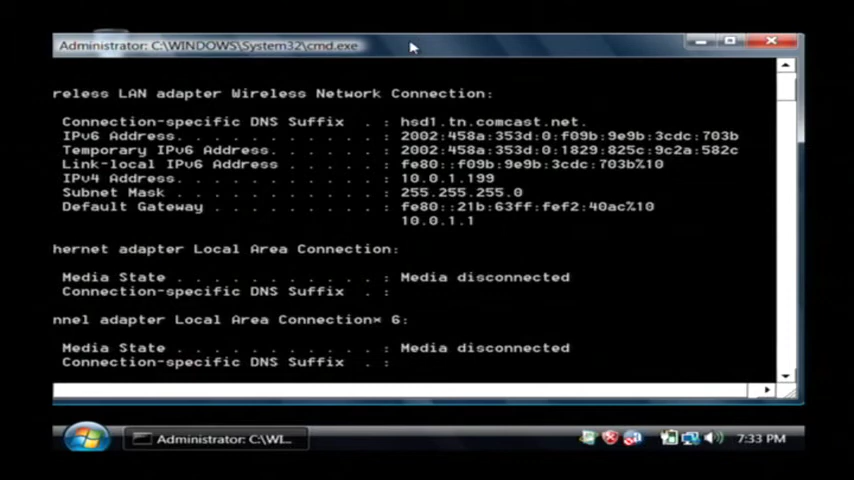 Administrator: C:\WINDOWS\System32\cmd.exe
reless LAN adapter Wireless Network Connection:
Connection-specific DNS Suffix . : hsd1.tn.comcast.net.
IPv6 Address. . . . . . . . . . . : 2002:458a:353d:0:f09b:9e9b:3cdc:703b
Temporary IPv6 Address. . . . . . : 2002:458a:353d:0:1829:825c:9c2a:582c
Link-local IPv6 Address . . . . . : fe80::f09b:9e9b:3cdc:703b%10
IPv4 Address. . . . . . . . . . . : 10.0.1.199
Subnet Mask . . . . . . . . . . . : 255.255.255.0
Default Gateway . . . . . . . . . : fe80::21b:63ff:fef2:40ac%10
10.0.1.1
hernet adapter Local Area Connection:
Media State . . . . . . . . . . . : Media disconnected
Connection-specific DNS Suffix . :
nnel adapter Local Area Connection* 6:
Media State . . . . . . . . . . . : Media disconnected
Connection-specific DNS Suffix . :
Administrator: C:\WI...
7:33 PM